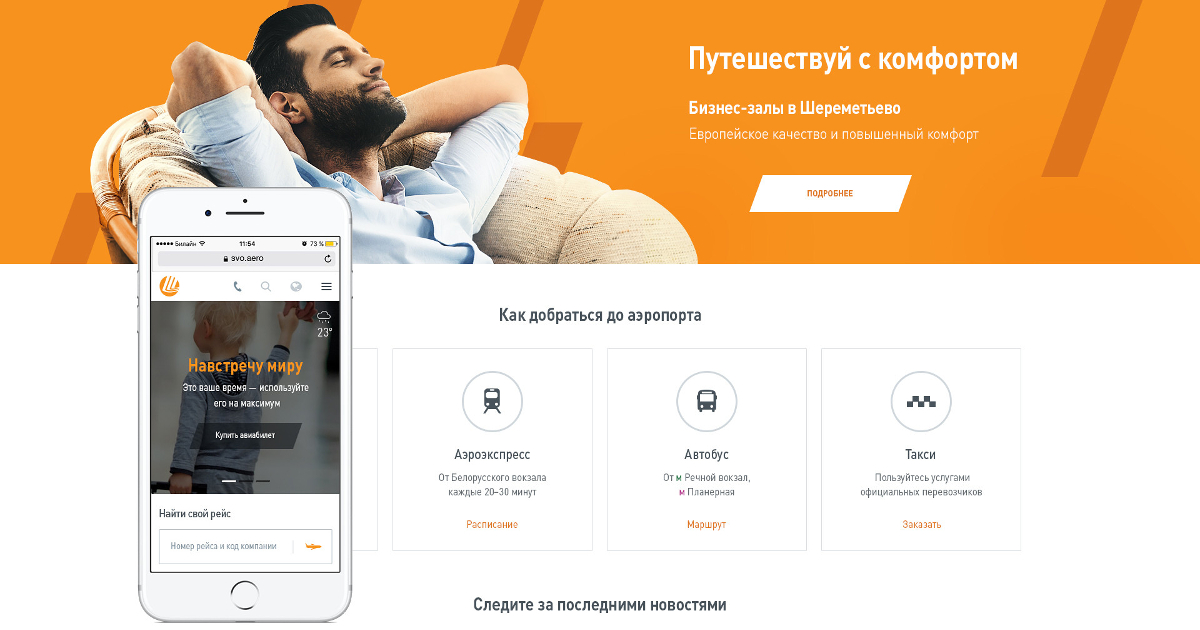 Путешествуй с комфортом
Бизнес-залы в Шереметьево
Европейское качество и повышенный комфорт
ПОДРОБНЕЕ
Билайн 11:54 73 %
svo.aero
23°
Навстречу миру
Это ваше время — используйте
его на максимум
Купить авиабилет
Найти свой рейс
Номер рейса и код компании
Как добраться до аэропорта
Аэроэкспресс
От Белорусского вокзала
каждые 20–30 минут
Расписание
Автобус
От м Речной вокзал,
м Планерная
Маршрут
Такси
Пользуйтесь услугами
официальных перевозчиков
Заказать
Следите за последними новостями